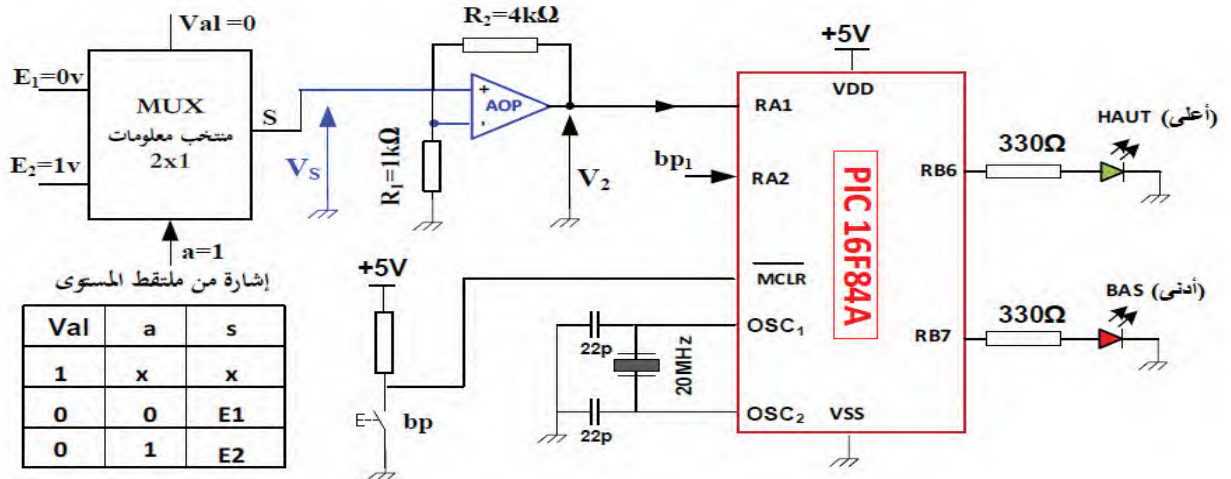 Val =0
E1=0v
E2=1v
MUX
منتخب معلومات
2x1
S
a=1
إشارة من ملتقط المستوى
Val a s
1 x x
0 0 E1
0 1 E2
R2=4kΩ
R1=1kΩ
+
-
AOP
VS
V2
bp1
+5V
bp
22p
22p
20MHz
+5V
VDD
RA1
RA2
MCLR
OSC1
OSC2
VSS
PIC 16F84A
RB6
RB7
330Ω
HAUT (أعلى)
330Ω
BAS (أدنى)